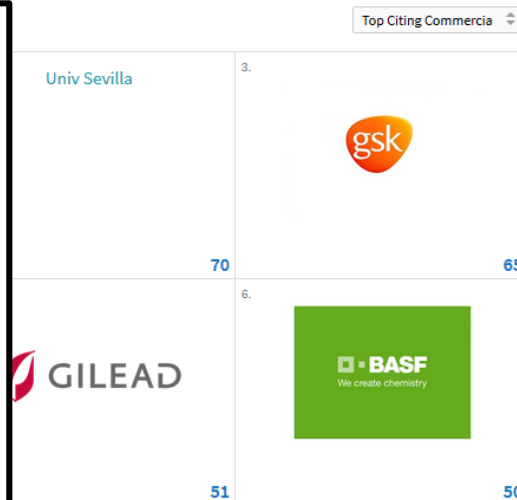 Top Citing Commercia
Univ Sevilla
3.
gsk
70
65
GILEAD
6.
BASF
We create chemistry
51
50